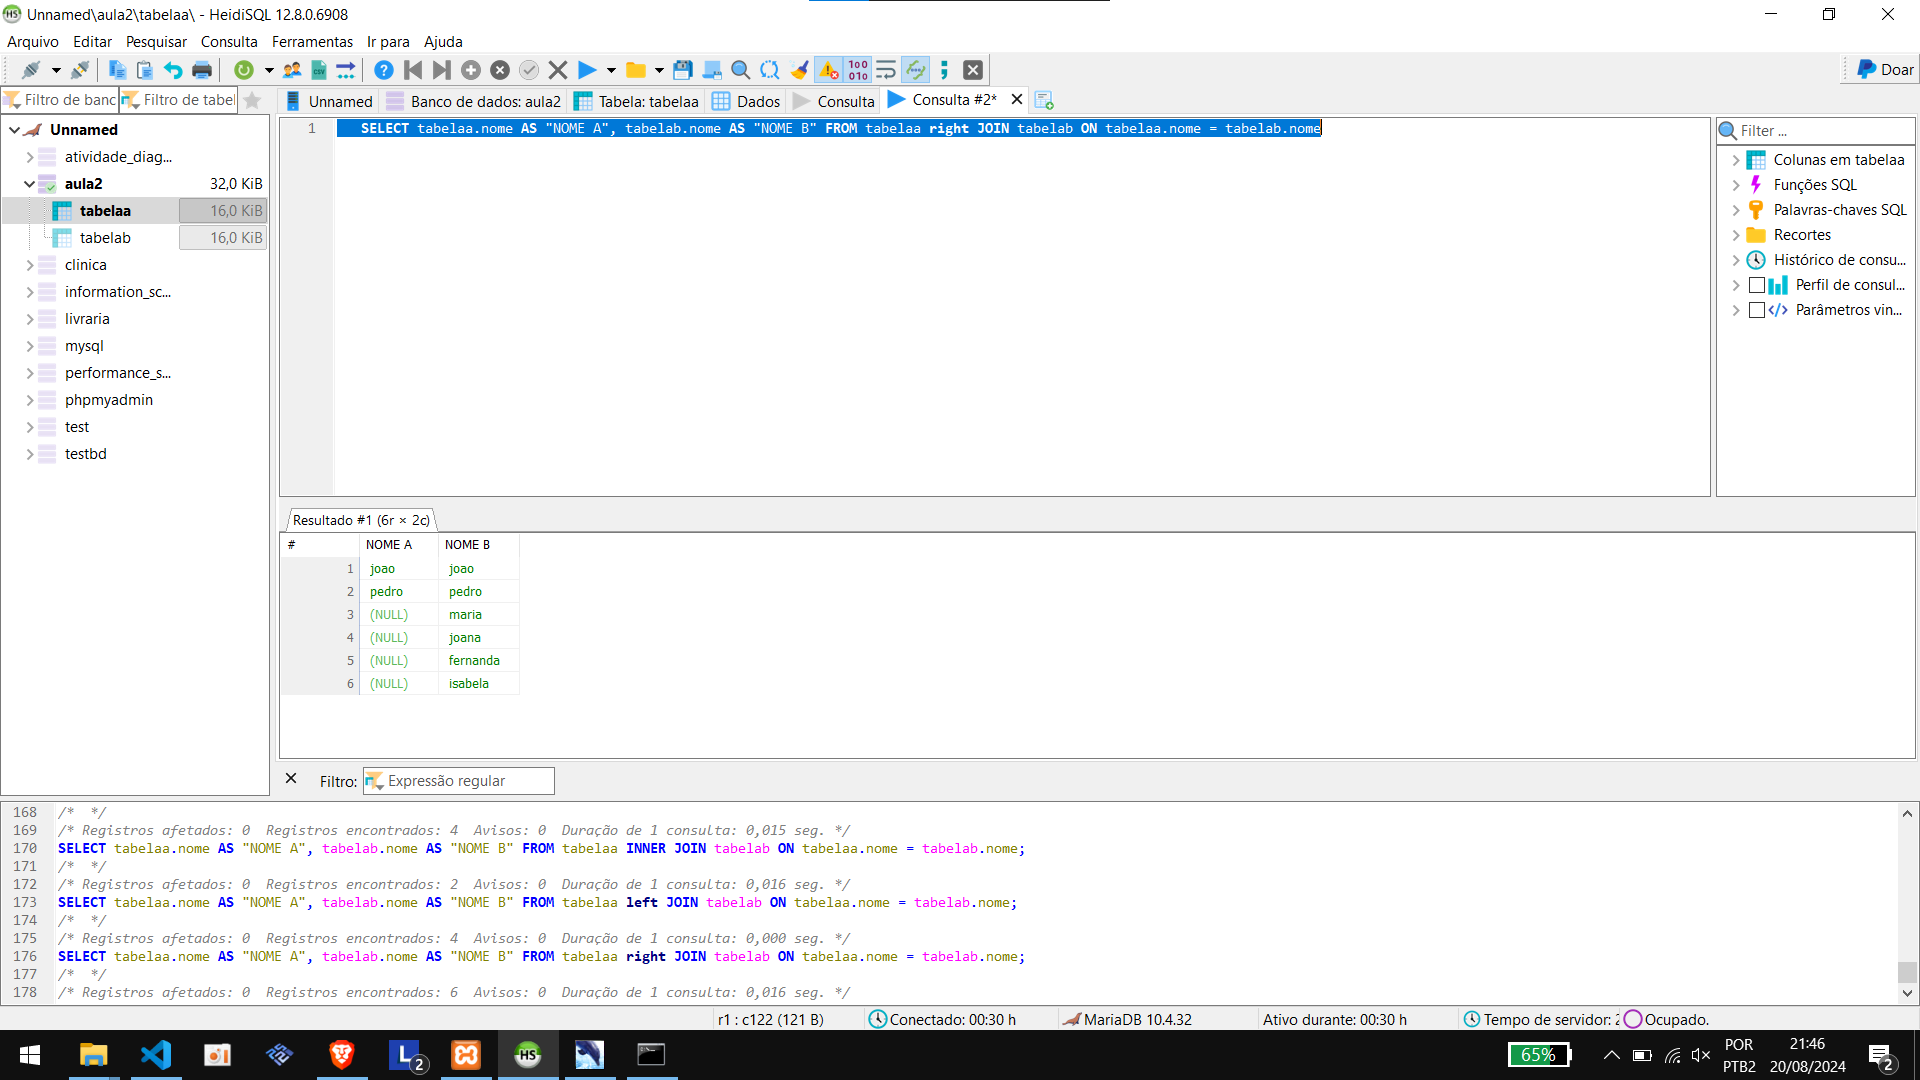 Unnamed\aula2\tabelaa\ - HeidiSQL 12.8.0.6908
Arquivo Editar Pesquisar Consulta Ferramentas Ir para Ajuda
Doar
Filtro de banc Filtro de tabel
Unnamed Banco de dados: aula2 Tabela: tabelaa Dados Consulta Consulta #2*
Unnamed
atividade_diag...
aula2 32,0 KiB
tabelaa 16,0 KiB
tabelab 16,0 KiB
clinica
information_sc...
livraria
mysql
performance_s...
phpmyadmin
test
testbd
1 SELECT tabelaa.nome AS "NOME A", tabelab.nome AS "NOME B" FROM tabelaa right JOIN tabelab ON tabelaa.nome = tabelab.nome
Filter ...
Colunas em tabelaa
Funções SQL
Palavras-chaves SQL
Recortes
Histórico de consu...
Perfil de consul...
Parâmetros vin...
Resultado #1 (6r × 2c)
# NOME A NOME B
1 joao joao
2 pedro pedro
3 (NULL) maria
4 (NULL) joana
5 (NULL) fernanda
6 (NULL) isabela
Filtro: Expressão regular
168 /*  */
169 /* Registros afetados: 0  Registros encontrados: 4  Avisos: 0  Duração de 1 consulta: 0,015 seg. */
170 SELECT tabelaa.nome AS "NOME A", tabelab.nome AS "NOME B" FROM tabelaa INNER JOIN tabelab ON tabelaa.nome = tabelab.nome;
171 /*  */
172 /* Registros afetados: 0  Registros encontrados: 2  Avisos: 0  Duração de 1 consulta: 0,016 seg. */
173 SELECT tabelaa.nome AS "NOME A", tabelab.nome AS "NOME B" FROM tabelaa left JOIN tabelab ON tabelaa.nome = tabelab.nome;
174 /*  */
175 /* Registros afetados: 0  Registros encontrados: 4  Avisos: 0  Duração de 1 consulta: 0,000 seg. */
176 SELECT tabelaa.nome AS "NOME A", tabelab.nome AS "NOME B" FROM tabelaa right JOIN tabelab ON tabelaa.nome = tabelab.nome;
177 /*  */
178 /* Registros afetados: 0  Registros encontrados: 6  Avisos: 0  Duração de 1 consulta: 0,016 seg. */
r1 : c122 (121 B) Conectado: 00:30 h MariaDB 10.4.32 Ativo durante: 00:30 h Tempo de servidor: 2 Ocupado.
65% POR 21:46
PTB2 20/08/2024 2